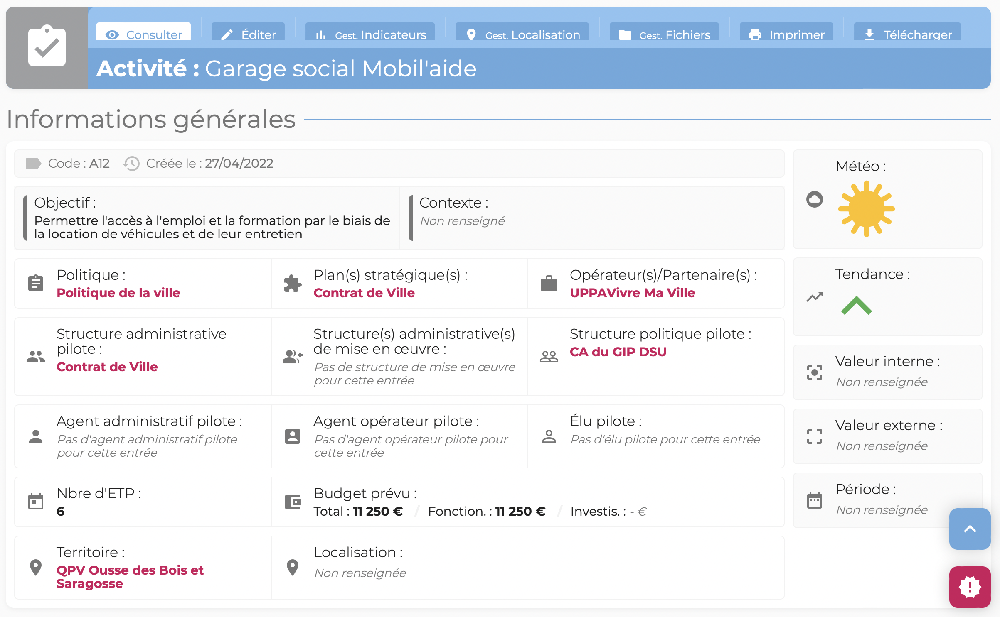 Consulter
Éditer
Gest. Indicateurs
Gest. Localisation
Gest. Fichiers
Imprimer
Télécharger
Activité : Garage social Mobil'aide
Informations générales
Code : A12
Créée le : 27/04/2022
Objectif :
Permettre l'accès à l'emploi et la formation par le biais de
la location de véhicules et de leur entretien
Contexte :
Non renseigné
Politique :
Politique de la ville
Plan(s) stratégique(s) :
Contrat de Ville
Opérateur(s)/Partenaire(s) :
UPPAVivre Ma Ville
Structure administrative
pilote :
Contrat de Ville
Structure(s) administrative(s)
de mise en œuvre :
Pas de structure de mise en œuvre
pour cette entrée
Structure politique pilote :
CA du GIP DSU
Agent administratif pilote :
Pas d'agent administratif pilote
pour cette entrée
Agent opérateur pilote :
Pas d'agent opérateur pilote pour
cette entrée
Élu pilote :
Pas d'élu pilote pour cette entrée
Nbre d'ETP :
6
Budget prévu :
Total : 11 250 € / Fonction. : 11 250 € / Investis. : - €
Territoire :
QPV Ousse des Bois et
Saragosse
Localisation :
Non renseignée
Météo :
Tendance :
Valeur interne :
Non renseignée
Valeur externe :
Non renseignée
Période :
Non renseignée